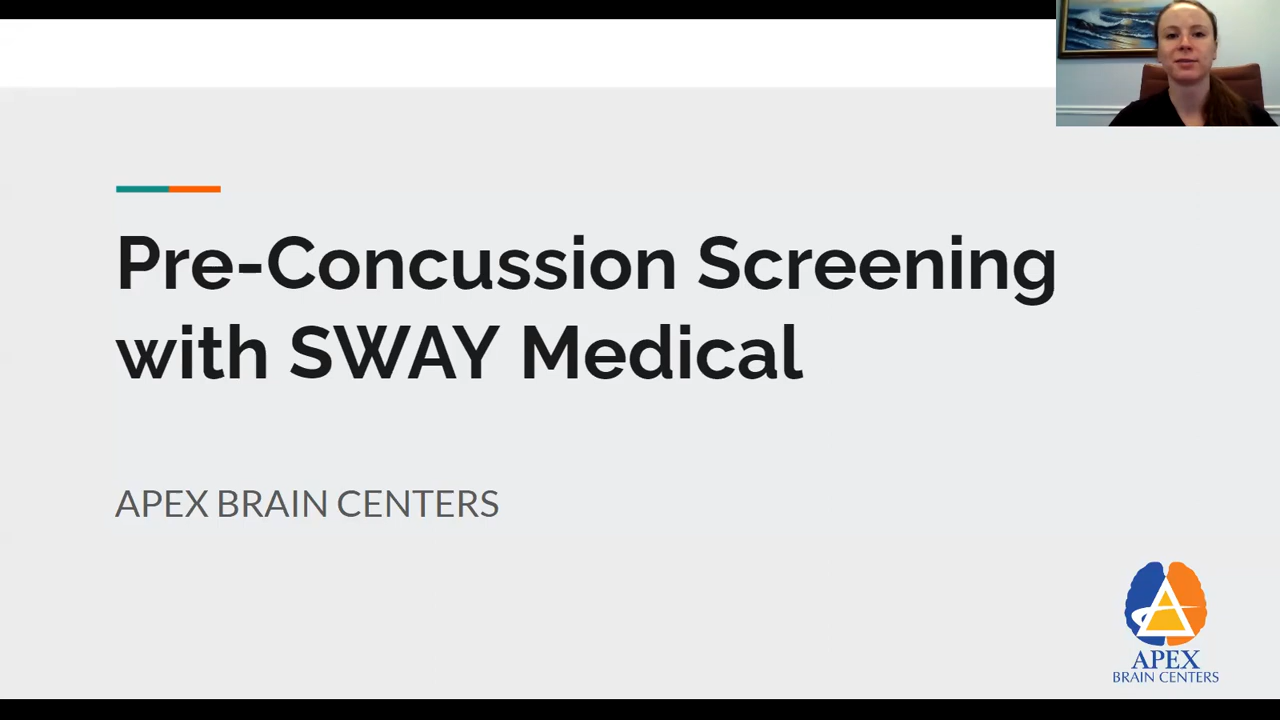 Pre-Concussion Screening
with SWAY Medical
APEX BRAIN CENTERS
APEX
BRAIN CENTERS